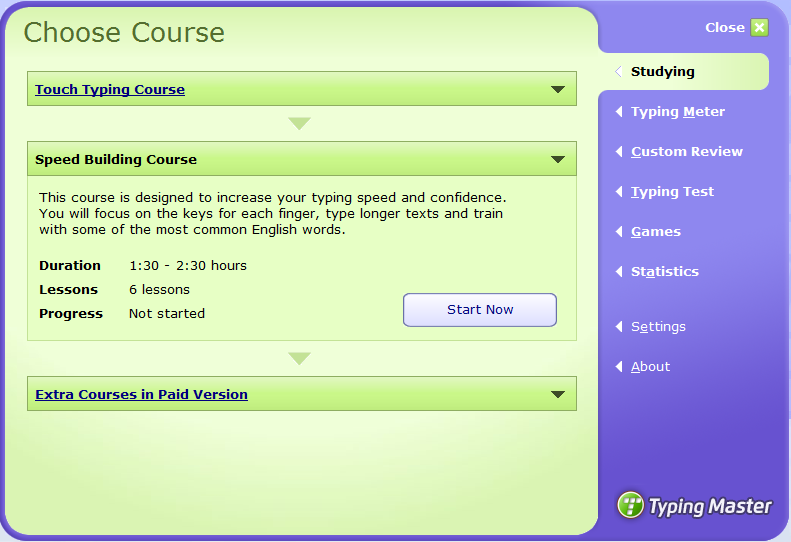 Choose Course
Close
Touch Typing Course
Speed Building Course
This course is designed to increase your typing speed and confidence.
You will focus on the keys for each finger, type longer texts and train
with some of the most common English words.
Duration 1:30 - 2:30 hours
Lessons 6 lessons
Progress Not started
Start Now
Extra Courses in Paid Version
Studying
Typing Meter
Custom Review
Typing Test
Games
Statistics
Settings
About
Typing Master